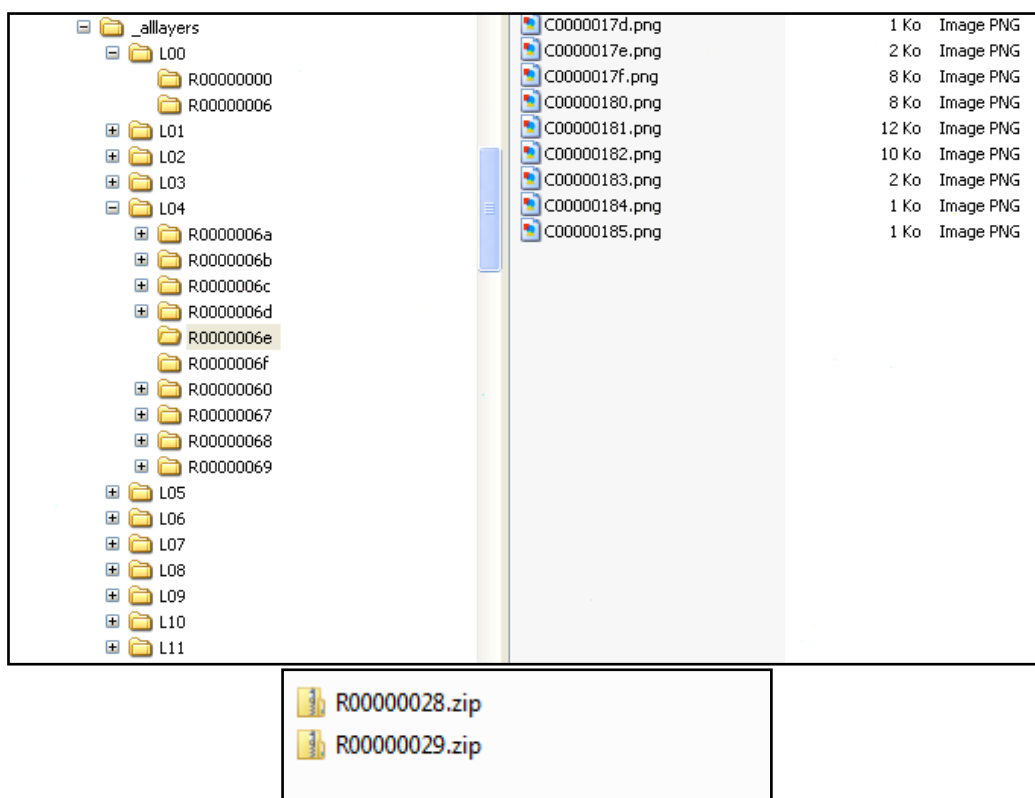 _alllayers
L00
R00000000
R00000006
L01
L02
L03
L04
R0000006a
R0000006b
R0000006c
R0000006d
R0000006e
R0000006f
R00000060
R00000067
R00000068
R00000069
L05
L06
L07
L08
L09
L10
L11
C0000017d.png 1 Ko Image PNG
C0000017e.png 2 Ko Image PNG
C0000017f.png 8 Ko Image PNG
C00000180.png 8 Ko Image PNG
C00000181.png 12 Ko Image PNG
C00000182.png 10 Ko Image PNG
C00000183.png 2 Ko Image PNG
C00000184.png 1 Ko Image PNG
C00000185.png 1 Ko Image PNG
R00000028.zip
R00000029.zip